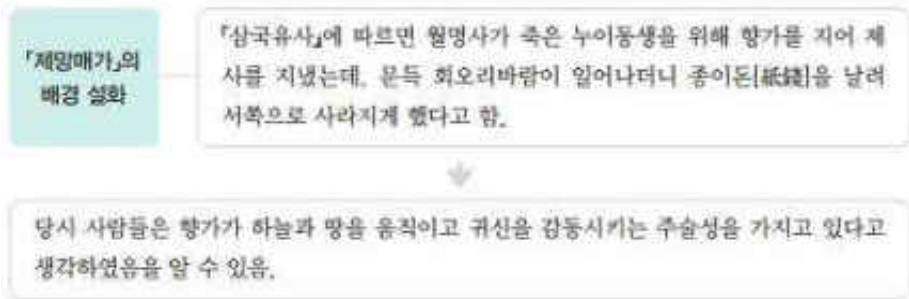 「제망매가」의
배경 설화
『삼국유사』에 따르면 월명사가 죽은 누이동생을 위해 향가를 지어 제
사를 지냈는데, 문득 회오리바람이 일어나더니 종이돈[紙錢]을 날려
서쪽으로 사라지게 했다고 함.
당시 사람들은 향가가 하늘과 땅을 움직이고 귀신을 감동시키는 주술성을 가지고 있다고
생각하였음을 알 수 있음.